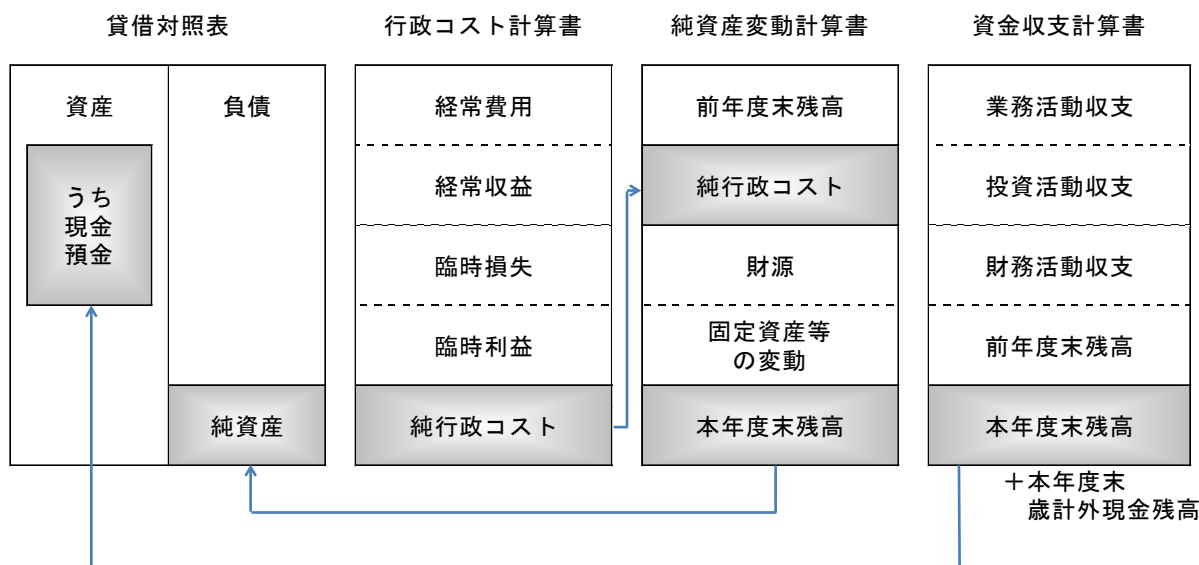 貸借対照表
資産
負債
うち
現金
預金
純資産
行政コスト計算書
経常費用
経常収益
臨時損失
臨時利益
純行政コスト
純資産変動計算書
前年度末残高
純行政コスト
財源
固定資産等
の変動
本年度末残高
資金収支計算書
業務活動収支
投資活動収支
財務活動収支
前年度末残高
本年度末残高
＋本年度末
歳計外現金残高